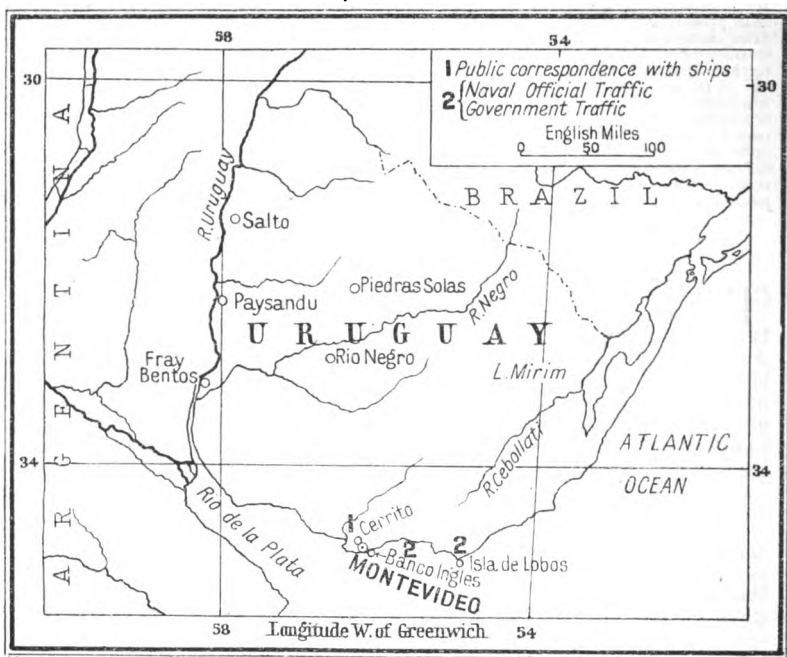 58
54
30
1 Public correspondence with ships
2 { Naval Official Traffic
Government Traffic
English Miles
0 50 100
30
ARGENTINA
R. Uruguay
BRAZIL
Salto
Piedras Solas
Paysandu
R. Negro
URUGUAY
Fray
Bentos
Rio Negro
L. Mirim
ATLANTIC
OCEAN
34
34
R. Cebollati
Rio de la Plata
1
Cerrito
2
2
Banco Ingles
Isla de Lobos
MONTEVIDEO
58
Longitude W. of Greenwich.
54